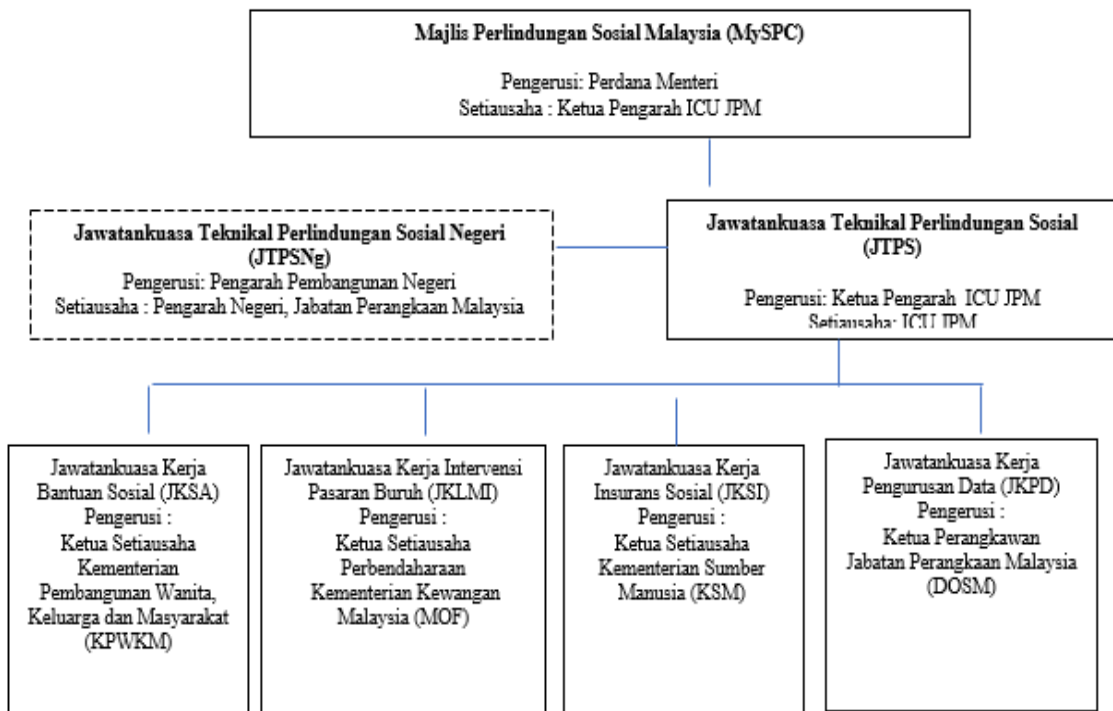 Majlis Perlindungan Sosial Malaysia (MySPC)
Pengerusi: Perdana Menteri
Setiausaha : Ketua Pengarah ICU JPM
Jawatankuasa Teknikal Perlindungan Sosial Negeri
(JTPSNg)
Pengerusi: Pengarah Pembangunan Negeri
Setiausaha : Pengarah Negeri, Jabatan Perangkaan Malaysia
Jawatankuasa Teknikal Perlindungan Sosial
(JTPS)
Pengerusi: Ketua Pengarah ICU JPM
Setiausaha: ICU JPM
Jawatankuasa Kerja
Bantuan Sosial (JKSA)
Pengerusi :
Ketua Setiausaha
Kementerian
Pembangunan Wanita,
Keluarga dan Masyarakat
(KPWKM)
Jawatankuasa Kerja Intervensi
Pasaran Buruh (JKLMI)
Pengerusi :
Ketua Setiausaha
Perbendaharaan
Kementerian Kewangan
Malaysia (MOF)
Jawatankuasa Kerja
Insurans Sosial (JKSI)
Pengerusi :
Ketua Setiausaha
Kementerian Sumber
Manusia (KSM)
Jawatankuasa Kerja
Pengurusan Data (JKPD)
Pengerusi :
Ketua Perangkawan
Jabatan Perangkaan Malaysia
(DOSM)